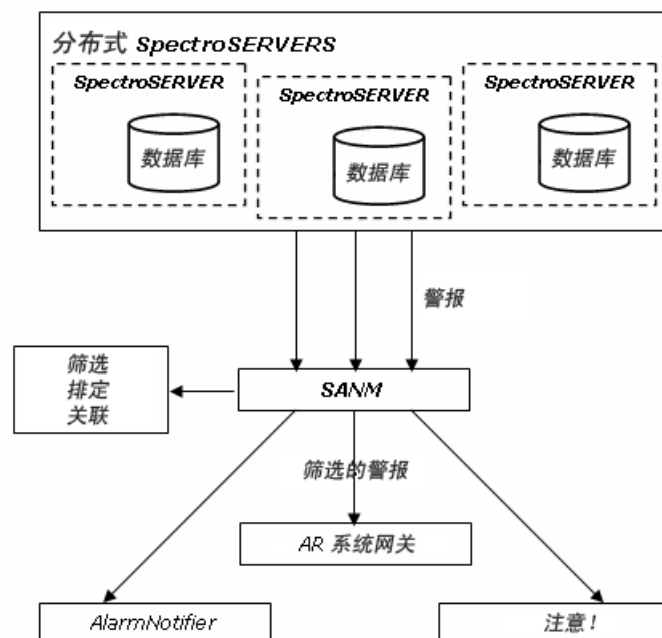 分布式 SpectroSERVERS
SpectroSERVER
SpectroSERVER
SpectroSERVER
数据库
数据库
数据库
警报
筛选
排定
关联
SANM
筛选的警报
AR 系统网关
AlarmNotifier
注意！